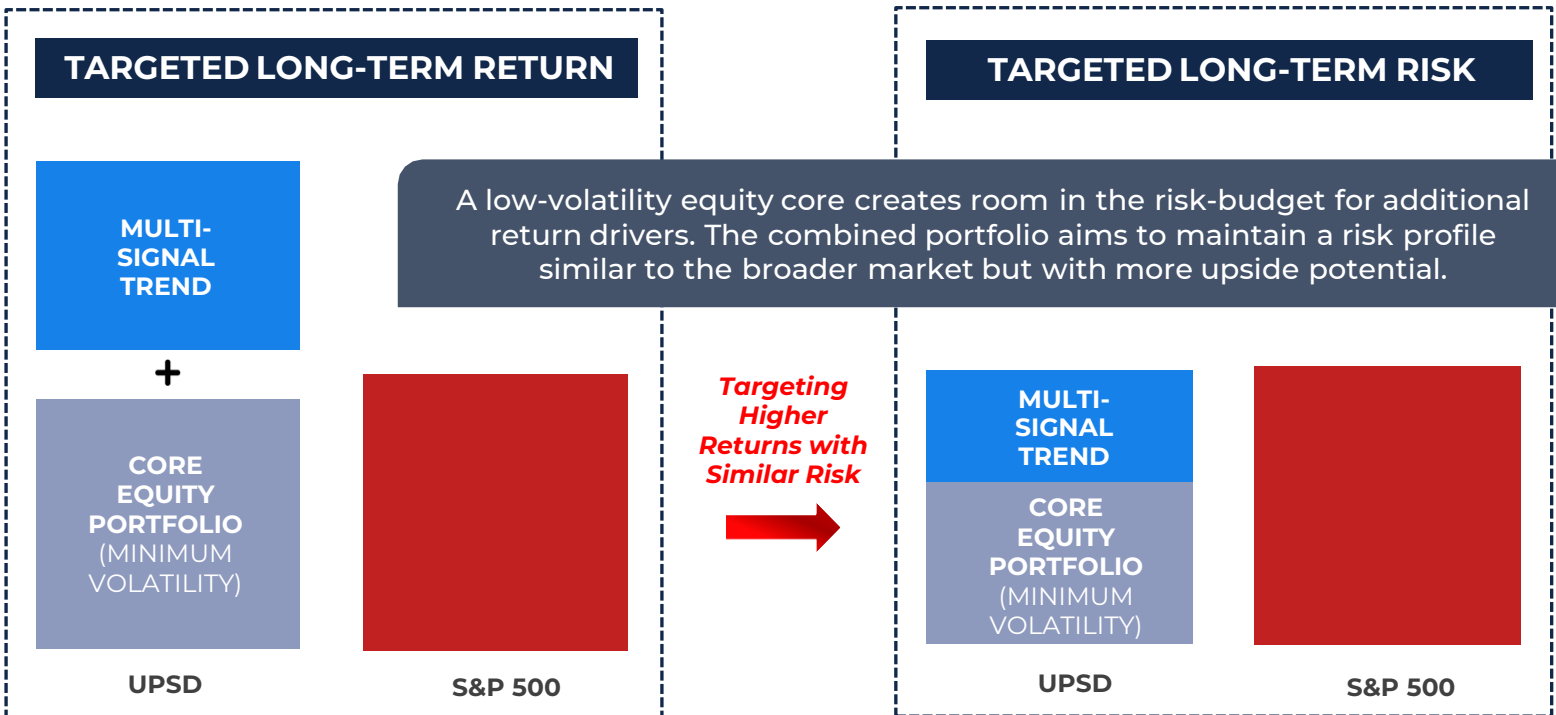 TARGETED LONG-TERM RETURN
TARGETED LONG-TERM RISK
A low-volatility equity core creates room in the risk-budget for additional
return drivers. The combined portfolio aims to maintain a risk profile
similar to the broader market but with more upside potential.
MULTI-
SIGNAL
TREND
+
CORE
EQUITY
PORTFOLIO
(MINIMUM
VOLATILITY)
UPSD
S&P 500
Targeting
Higher
Returns with
Similar Risk
MULTI-
SIGNAL
TREND
CORE
EQUITY
PORTFOLIO
(MINIMUM
VOLATILITY)
UPSD
S&P 500